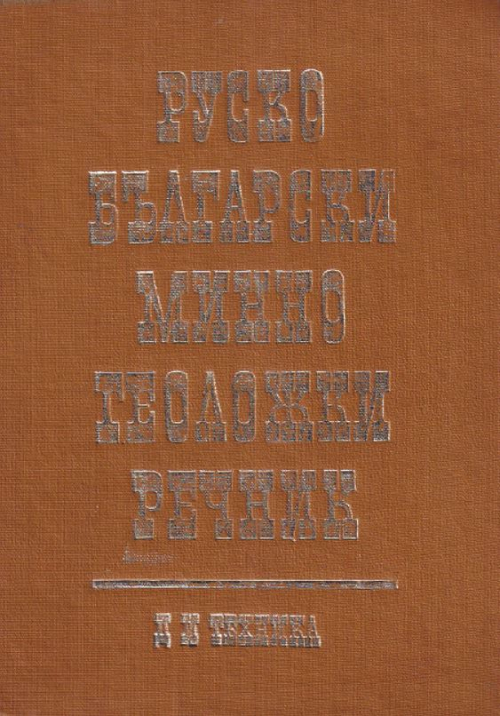 РУСКО
БЪЛГАРСКИ
МИННО
ГЕОЛОЖКИ
РЕЧНИК
Д И ТЕХНИКА